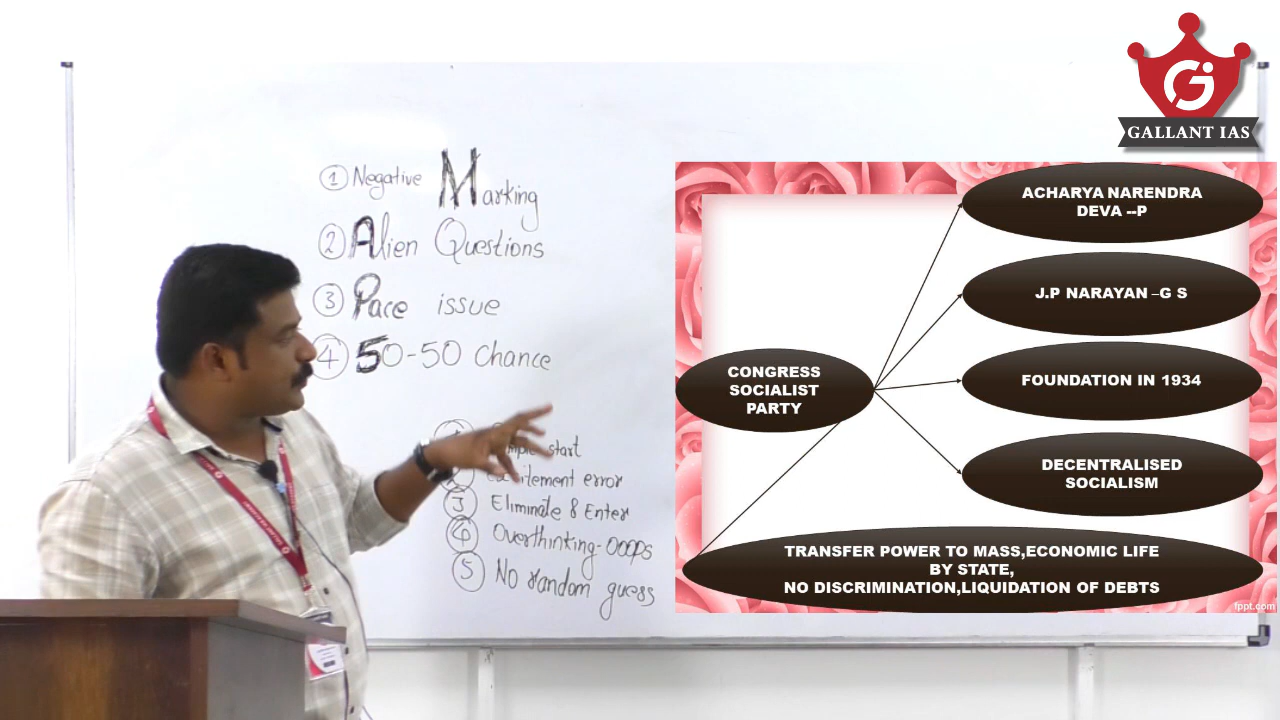 GALLANT IAS
① Negative Marking
② Alien Questions
③ Pace issue
④ 50-50 Chance
start
error
③ Eliminate & Enter
④ Overthinking-Ooops
⑤ No random guess
ACHARYA NARENDRA
DEVA --P
J.P NARAYAN –G S
CONGRESS
SOCIALIST
PARTY
FOUNDATION IN 1934
DECENTRALISED
SOCIALISM
TRANSFER POWER TO MASS,ECONOMIC LIFE
BY STATE,
NO DISCRIMINATION,LIQUIDATION OF DEBTS
fppt.com